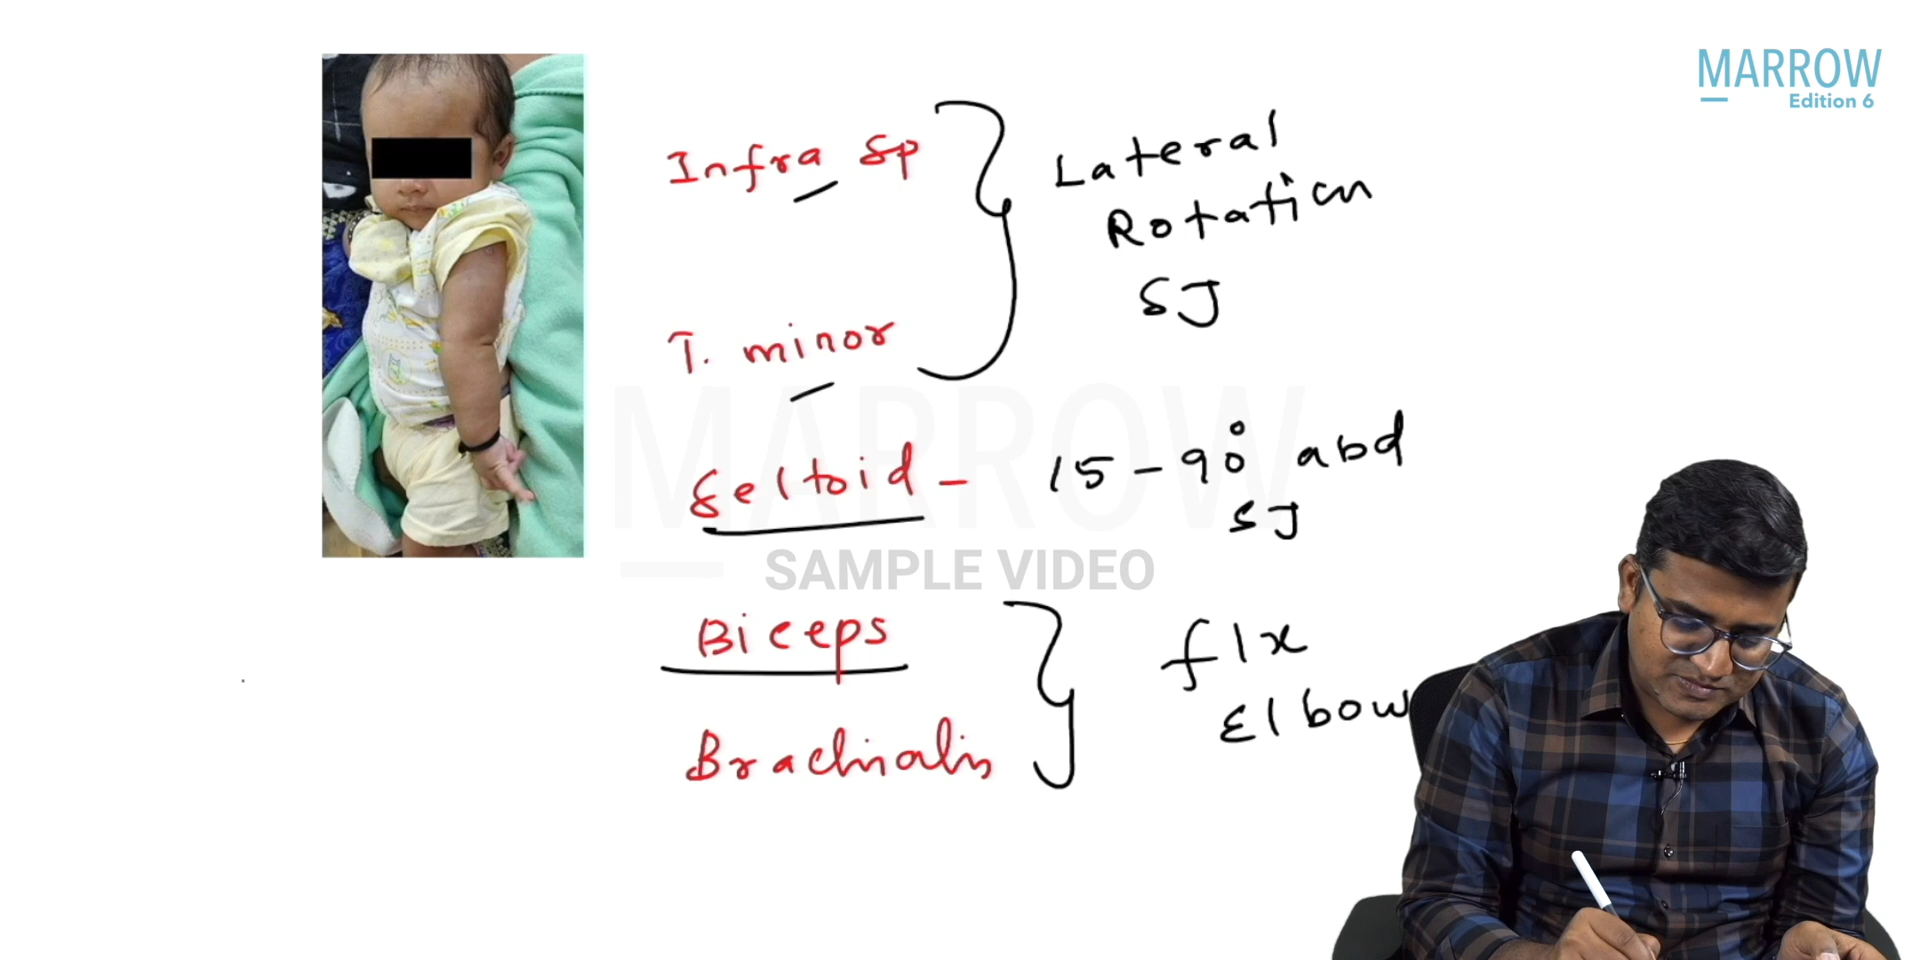 MARROW
Edition 6
Infra Sp
Lateral
Rotation
SJ
T. minor
MARROW
Deltoid - 15-90° abd
SJ
SAMPLE VIDEO
Biceps
flx
Elbow
Brachialis